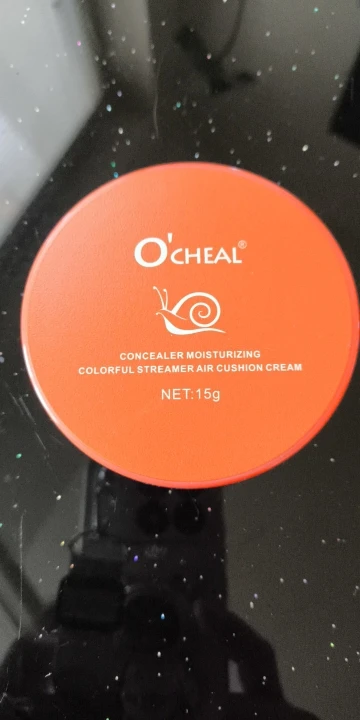 O'CHEAL®
CONCEALER MOISTURIZING
COLORFUL STREAMER AIR CUSHION CREAM
NET:15g